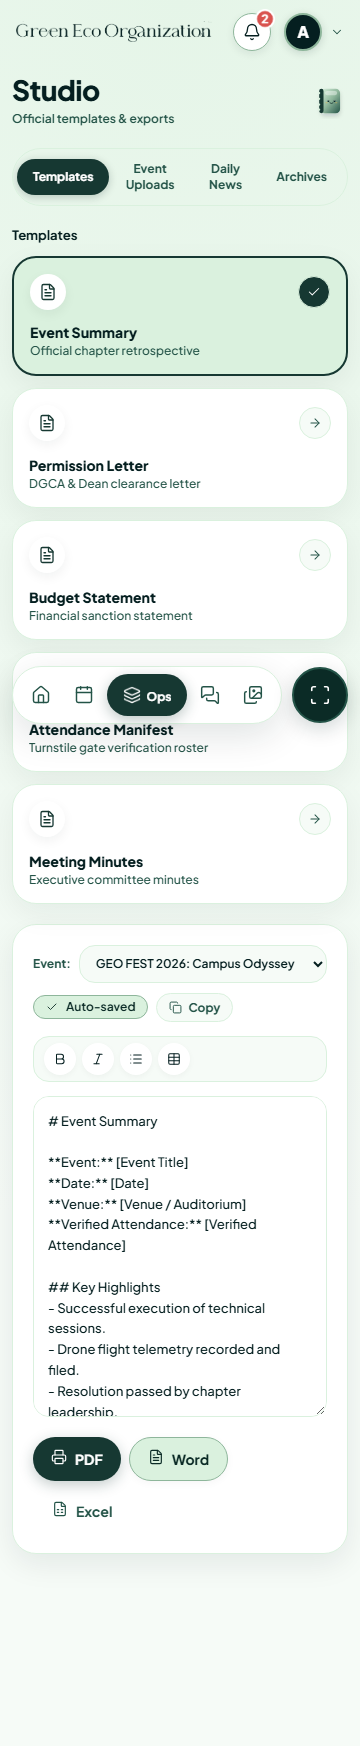 Green Eco Organization
2
A
Studio
Official templates & exports
Templates
Event
Uploads
Daily
News
Archives
Templates
Event Summary
Official chapter retrospective
Permission Letter
DGCA & Dean clearance letter
Budget Statement
Financial sanction statement
Ops
Attendance Manifest
Turnstile gate verification roster
Meeting Minutes
Executive committee minutes
Event:
GEO FEST 2026: Campus Odyssey
Auto-saved
Copy
B
I
# Event Summary
**Event:** [Event Title]
**Date:** [Date]
**Venue:** [Venue / Auditorium]
**Verified Attendance:** [Verified
Attendance]
## Key Highlights
- Successful execution of technical
sessions.
- Drone flight telemetry recorded and
filed.
- Resolution passed by chapter
leadership.
PDF
Word
Excel